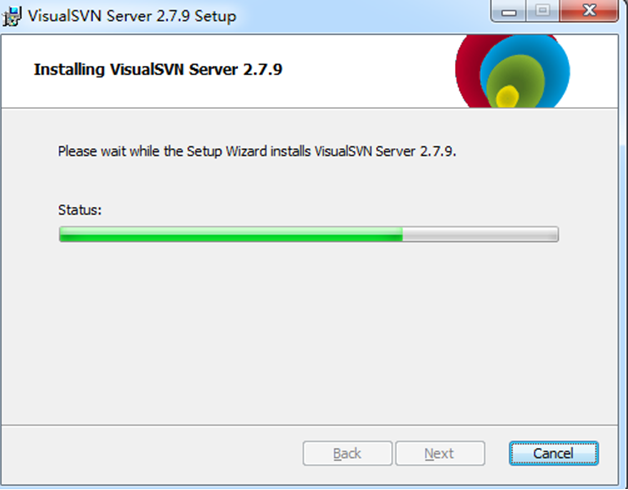 VisualSVN Server 2.7.9 Setup
Installing VisualSVN Server 2.7.9
Please wait while the Setup Wizard installs VisualSVN Server 2.7.9.
Status:
Back Next Cancel